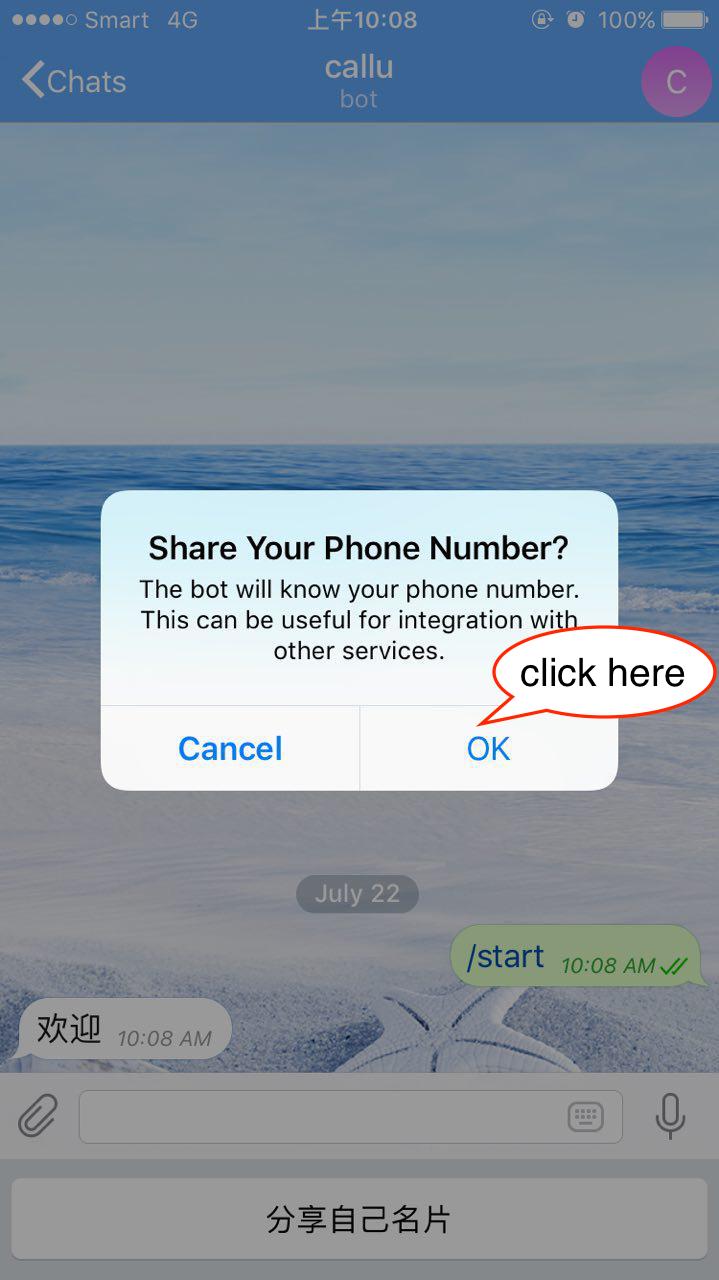 Smart 4G 上午10:08 100%
Chats
callu
bot
C
Share Your Phone Number?
The bot will know your phone number.
This can be useful for integration with
other services.
click here
Cancel
OK
July 22
/start 10:08 AM
欢迎 10:08 AM
分享自己名片